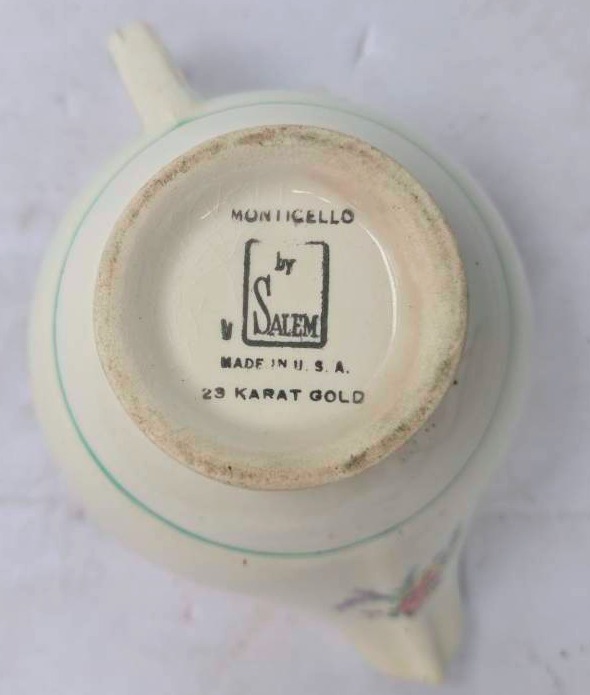 MONTICELLO
by
SALEM
V
MADE IN U. S. A.
23 KARAT GOLD